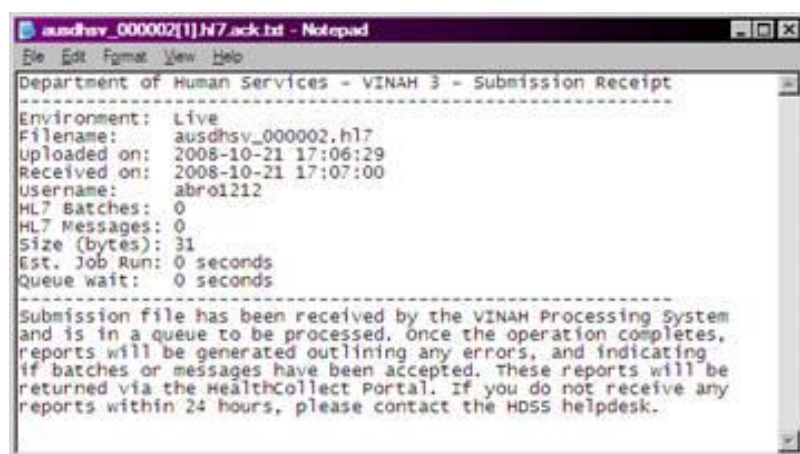 ausdhsv_000002[1].hl7.ack.txt - Notepad
File Edit Format View Help
Department of Human Services - VINAH 3 - Submission Receipt
------------------------------------------------------------
Environment: Live
Filename: ausdhsv_000002.hl7
Uploaded on: 2008-10-21 17:06:29
Received on: 2008-10-21 17:07:00
Username: abro1212
HL7 Batches: 0
HL7 Messages: 0
Size (bytes): 31
Est. Job Run: 0 seconds
Queue Wait: 0 seconds
------------------------------------------------------------
Submission file has been received by the VINAH Processing System
and is in a queue to be processed. Once the operation completes,
reports will be generated outlining any errors, and indicating
if batches or messages have been accepted. These reports will be
returned via the HealthCollect Portal. If you do not receive any
reports within 24 hours, please contact the HDSS helpdesk.